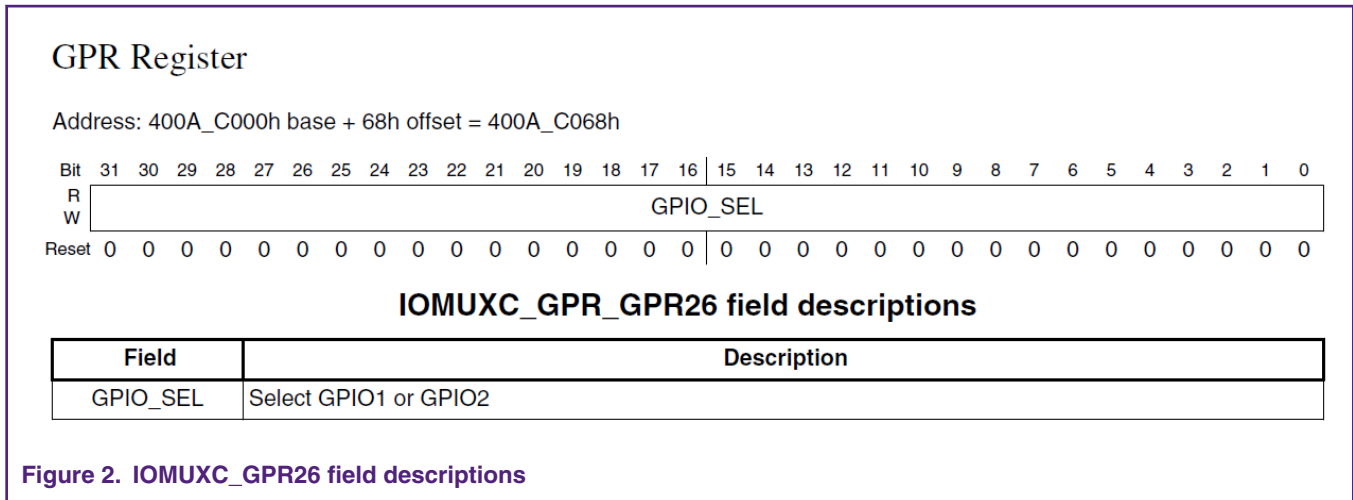 GPR Register
Address: 400A_C000h base + 68h offset = 400A_C068h
Bit 31 30 29 28 27 26 25 24 23 22 21 20 19 18 17 16 15 14 13 12 11 10 9 8 7 6 5 4 3 2 1 0
R
GPIO_SEL
W
Reset 0 0 0 0 0 0 0 0 0 0 0 0 0 0 0 0 0 0 0 0 0 0 0 0 0 0 0 0 0 0 0 0
IOMUXC_GPR_GPR26 field descriptions
Field Description
GPIO_SEL Select GPIO1 or GPIO2
Figure 2. IOMUXC_GPR26 field descriptions